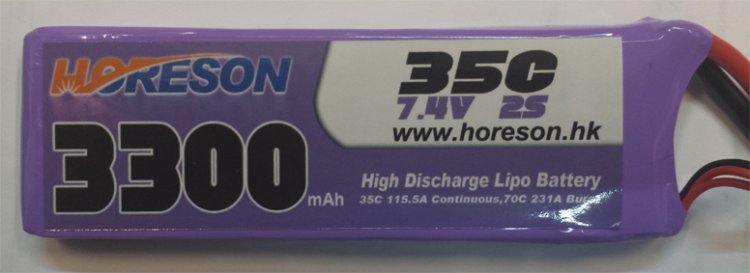 HORESON
35C
7.4V 2S
www.horeson.hk
3300 mAh
High Discharge Lipo Battery
35C 115.5A Continuous,70C 231A Burst